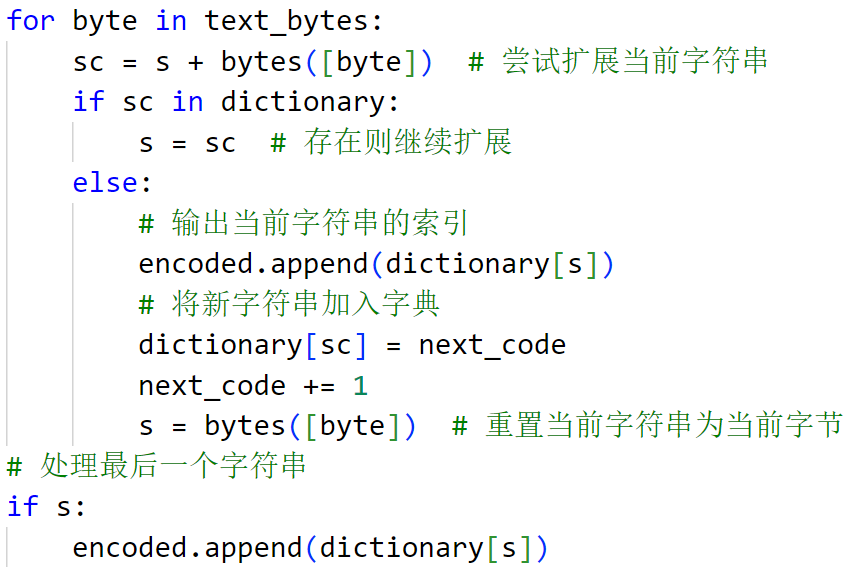 for byte in text_bytes:
    sc = s + bytes([byte])  # 尝试扩展当前字符串
    if sc in dictionary:
        s = sc  # 存在则继续扩展
    else:
        # 输出当前字符串的索引
        encoded.append(dictionary[s])
        # 将新字符串加入字典
        dictionary[sc] = next_code
        next_code += 1
        s = bytes([byte])  # 重置当前字符串为当前字节
# 处理最后一个字符串
if s:
    encoded.append(dictionary[s])